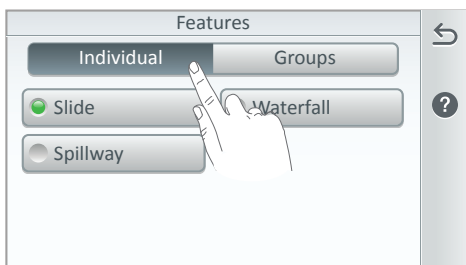 Features
Individual Groups
Slide Waterfall
Spillway
?